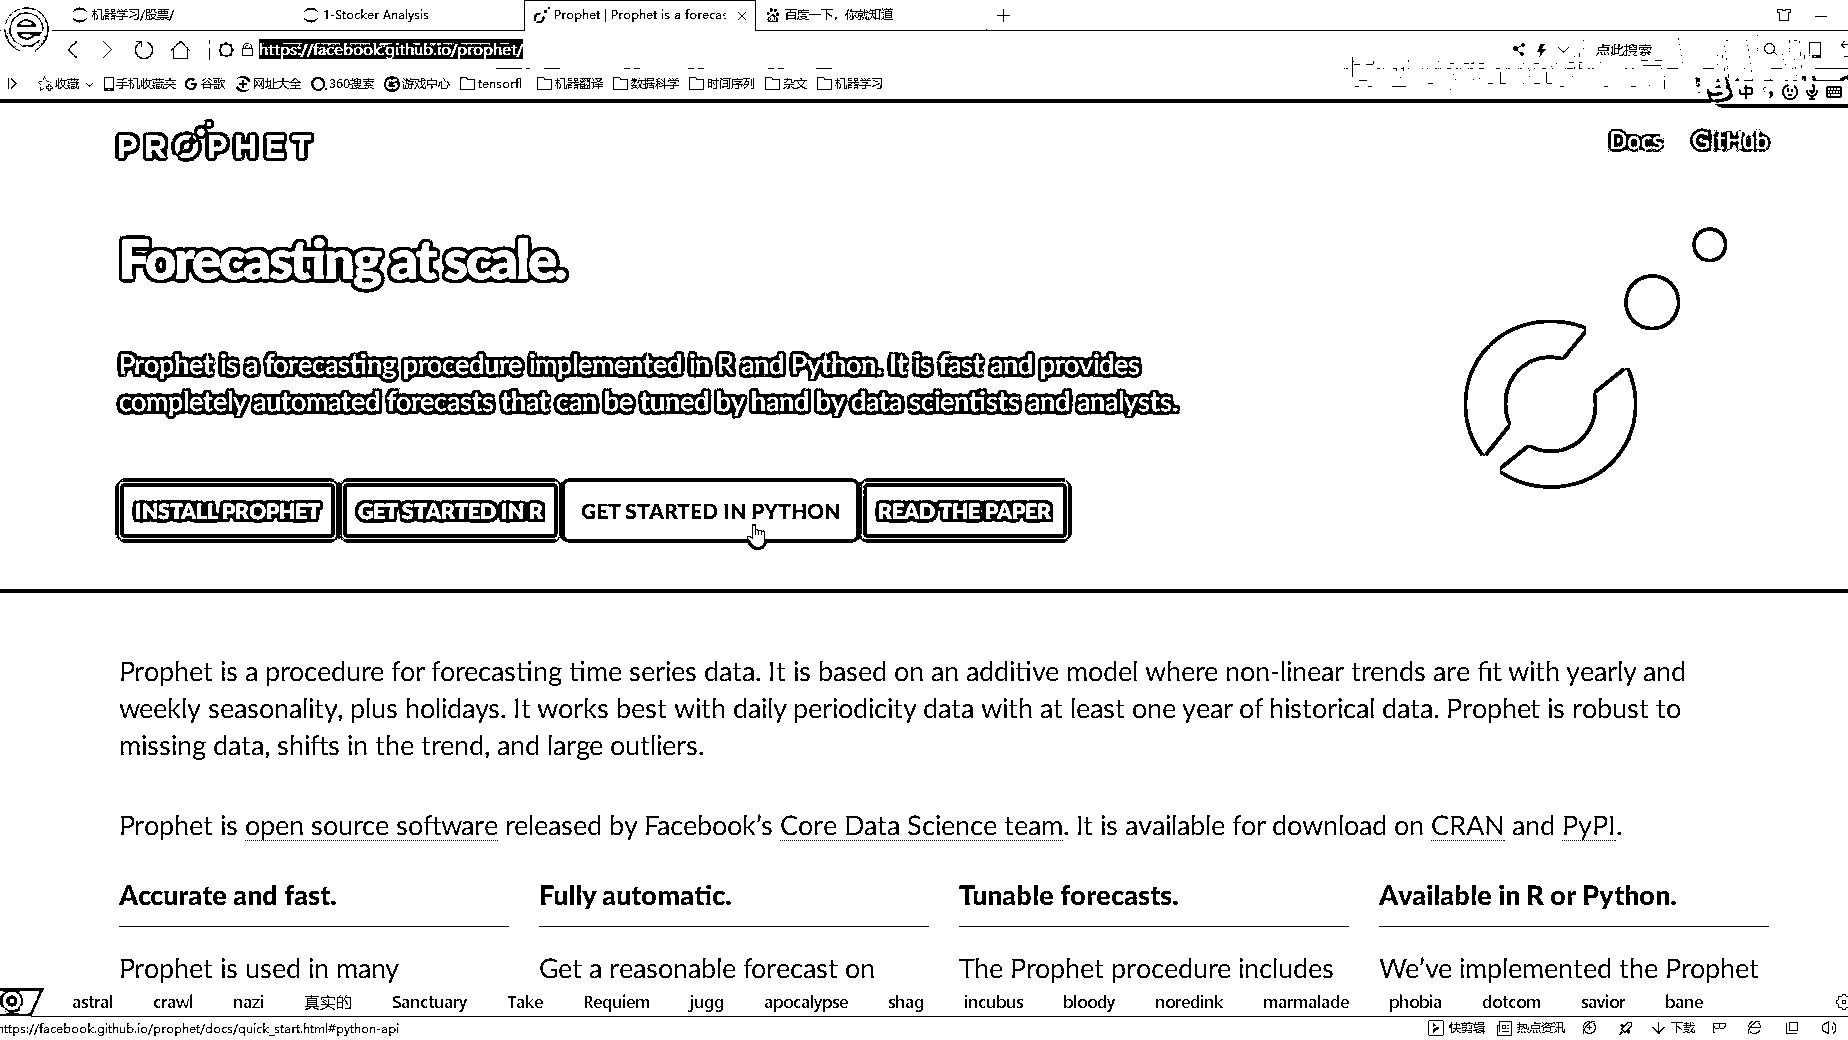 机器学习/股票/ 1-Stocker Analysis Prophet | Prophet is a forecas 百度一下，你就知道
https://facebook.github.io/prophet/ 点此搜索
收藏 手机收藏夹 谷歌 网址大全 360搜索 游戏中心 tensorfl 机器翻译 数据科学 时间序列 杂文 机器学习 中
PROPHET Docs GitHub
Forecasting at scale.
Prophet is a forecasting procedure implemented in R and Python. It is fast and provides
completely automated forecasts that can be tuned by hand by data scientists and analysts.
INSTALL PROPHET GET STARTED IN R GET STARTED IN PYTHON READ THE PAPER
Prophet is a procedure for forecasting time series data. It is based on an additive model where non-linear trends are fit with yearly and
weekly seasonality, plus holidays. It works best with daily periodicity data with at least one year of historical data. Prophet is robust to
missing data, shifts in the trend, and large outliers.
Prophet is open source software released by Facebook’s Core Data Science team. It is available for download on CRAN and PyPI.
Accurate and fast. Fully automatic. Tunable forecasts. Available in R or Python.
Prophet is used in many Get a reasonable forecast on The Prophet procedure includes We’ve implemented the Prophet
astral crawl nazi 真实的 Sanctuary Take Requiem jugg apocalypse shag incubus bloody noredink marmalade phobia dotcom savior bane
https://facebook.github.io/prophet/docs/quick_start.html#python-api 快剪辑 热点资讯 下载